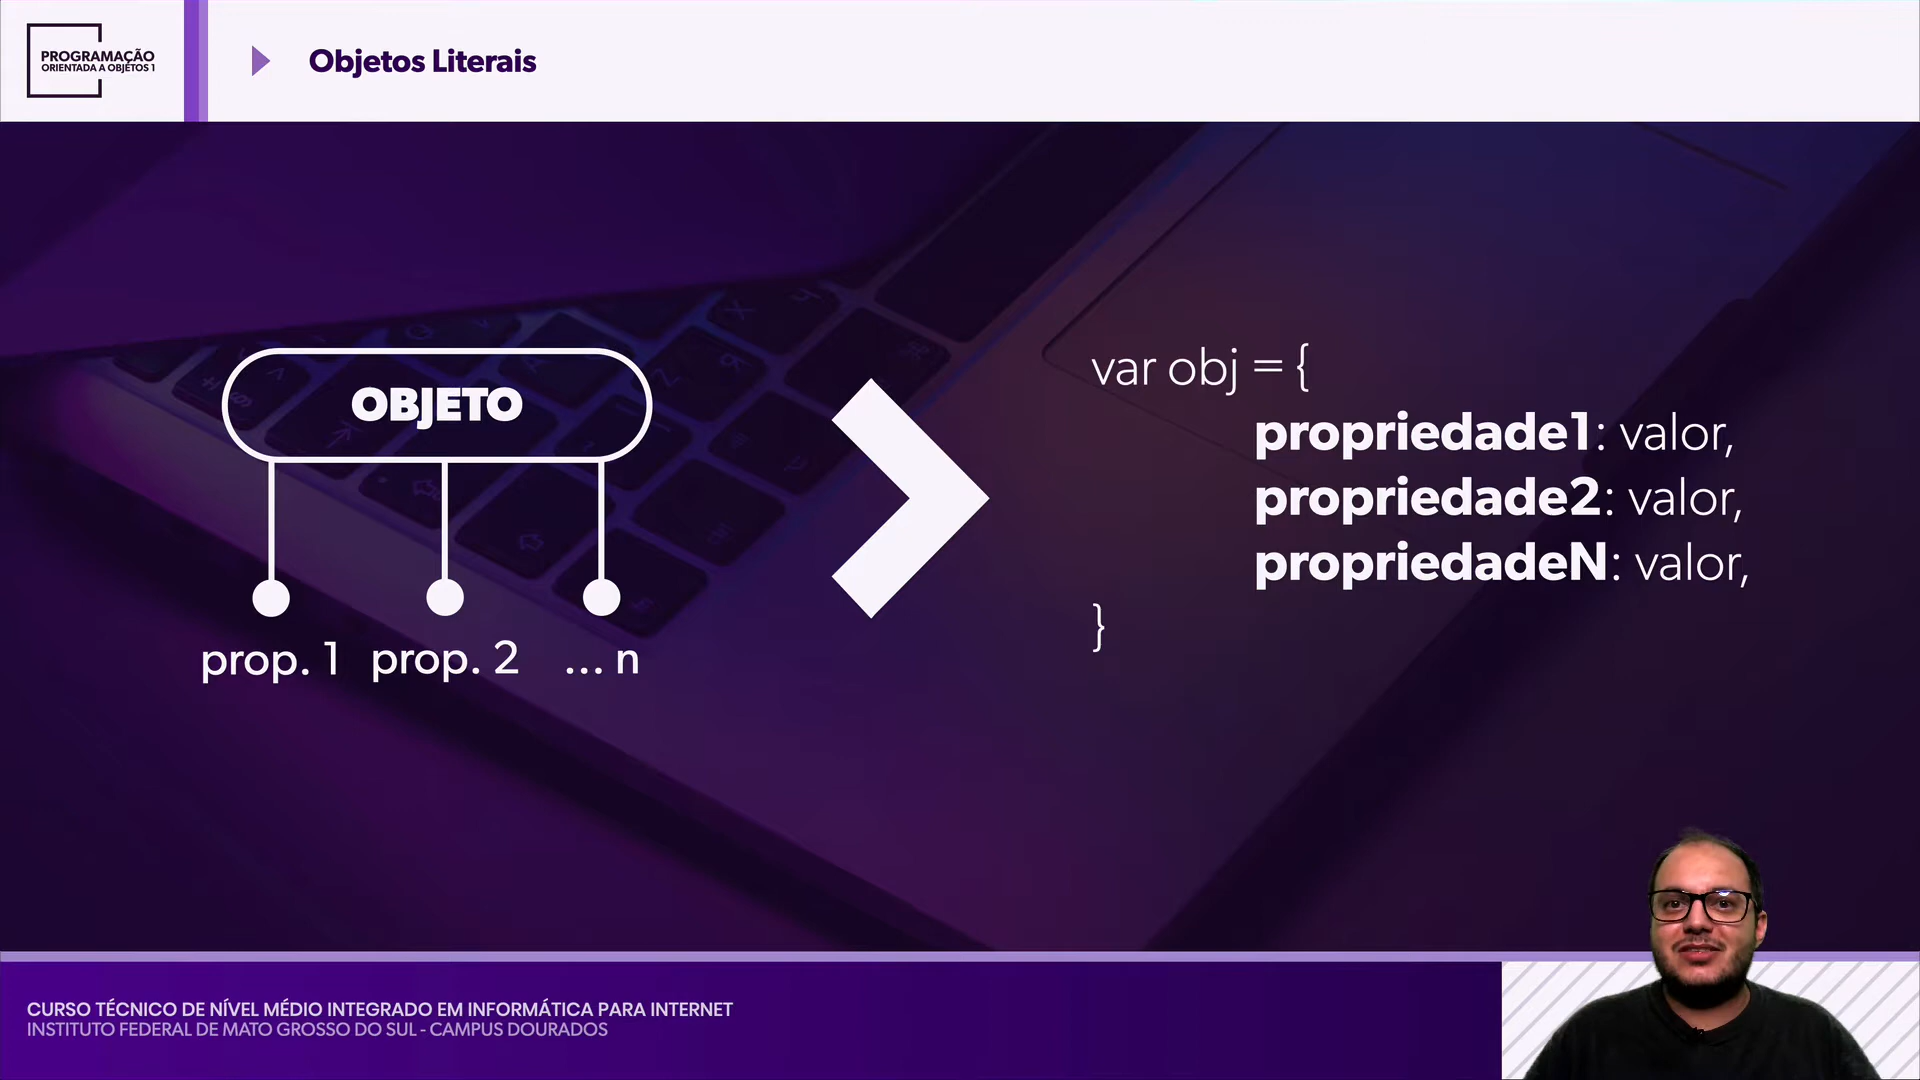 PROGRAMAÇÃO
ORIENTADA A OBJETOS 1
Objetos Literais
OBJETO
prop. 1 prop. 2 ... n
var obj = {
propriedade1: valor,
propriedade2: valor,
propriedadeN: valor,
}
CURSO TÉCNICO DE NÍVEL MÉDIO INTEGRADO EM INFORMÁTICA PARA INTERNET
INSTITUTO FEDERAL DE MATO GROSSO DO SUL - CAMPUS DOURADOS